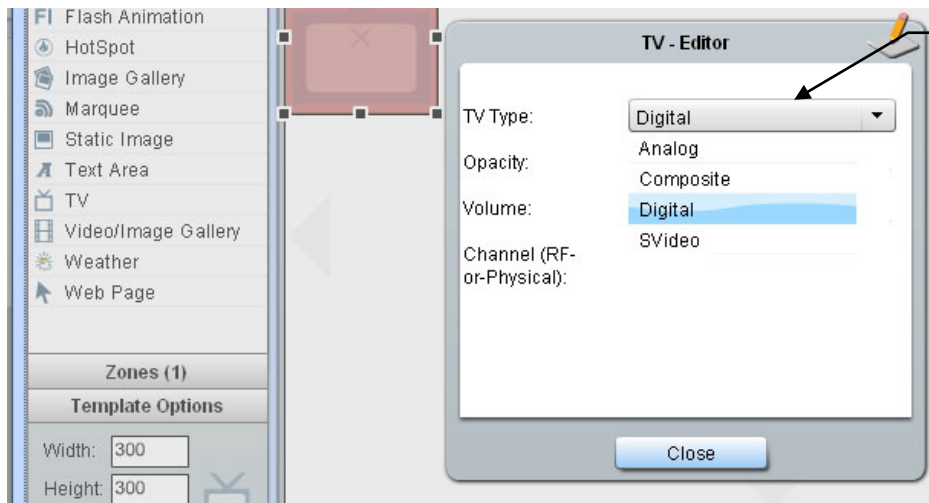 FI Flash Animation
HotSpot
Image Gallery
Marquee
Static Image
A Text Area
TV
Video/Image Gallery
Weather
Web Page
Zones (1)
Template Options
Width: 300
Height: 300
TV - Editor
TV Type: Digital
Analog
Opacity:
Composite
Volume: Digital
SVideo
Channel (RF-
or-Physical):
Close